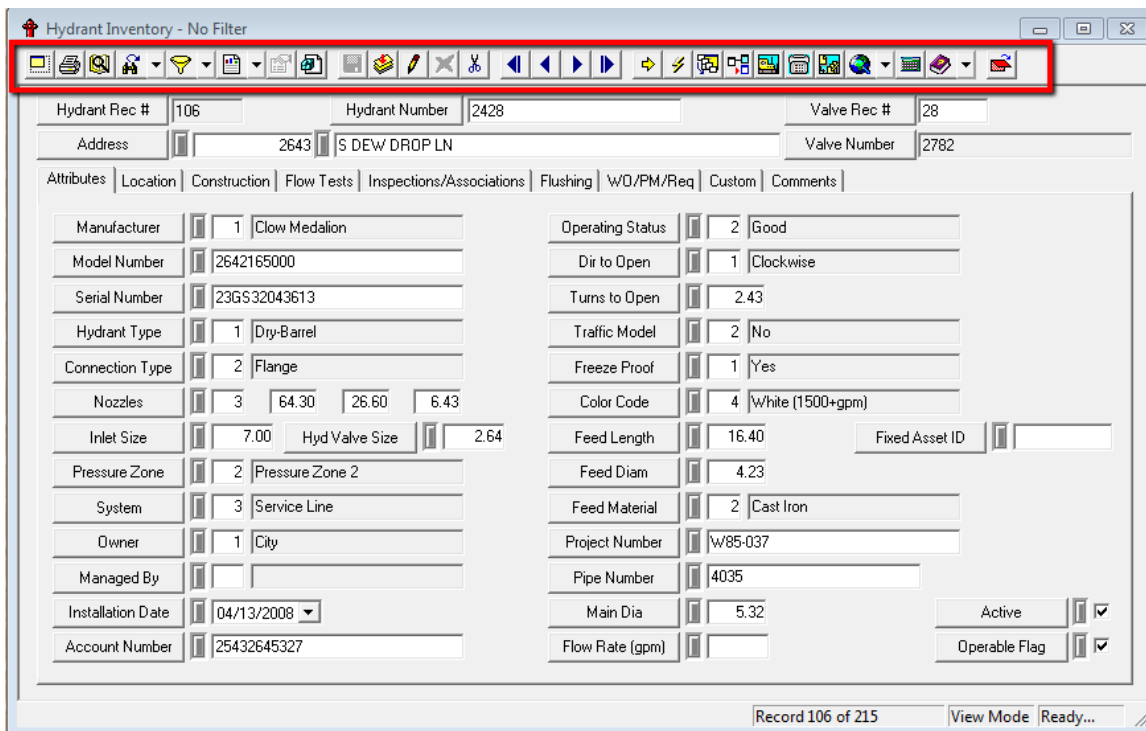 Hydrant Inventory - No Filter
Hydrant Rec # 106 Hydrant Number 2428 Valve Rec # 28
Address 2643 S DEW DROP LN Valve Number 2782
Attributes Location Construction Flow Tests Inspections/Associations Flushing WO/PM/Req Custom Comments
Manufacturer 1 Clow Medalion Operating Status 2 Good
Model Number 2642165000 Dir to Open 1 Clockwise
Serial Number 23GS32043613 Turns to Open 2.43
Hydrant Type 1 Dry-Barrel Traffic Model 2 No
Connection Type 2 Flange Freeze Proof 1 Yes
Nozzles 3 64.30 26.60 6.43 Color Code 4 White (1500+gpm)
Inlet Size 7.00 Hyd Valve Size 2.64 Feed Length 16.40 Fixed Asset ID
Pressure Zone 2 Pressure Zone 2 Feed Diam 4.23
System 3 Service Line Feed Material 2 Cast Iron
Owner 1 City Project Number W85-037
Managed By Pipe Number 4035
Installation Date 04/13/2008 Main Dia 5.32 Active
Account Number 25432645327 Flow Rate (gpm) Operable Flag
Record 106 of 215 View Mode Ready...